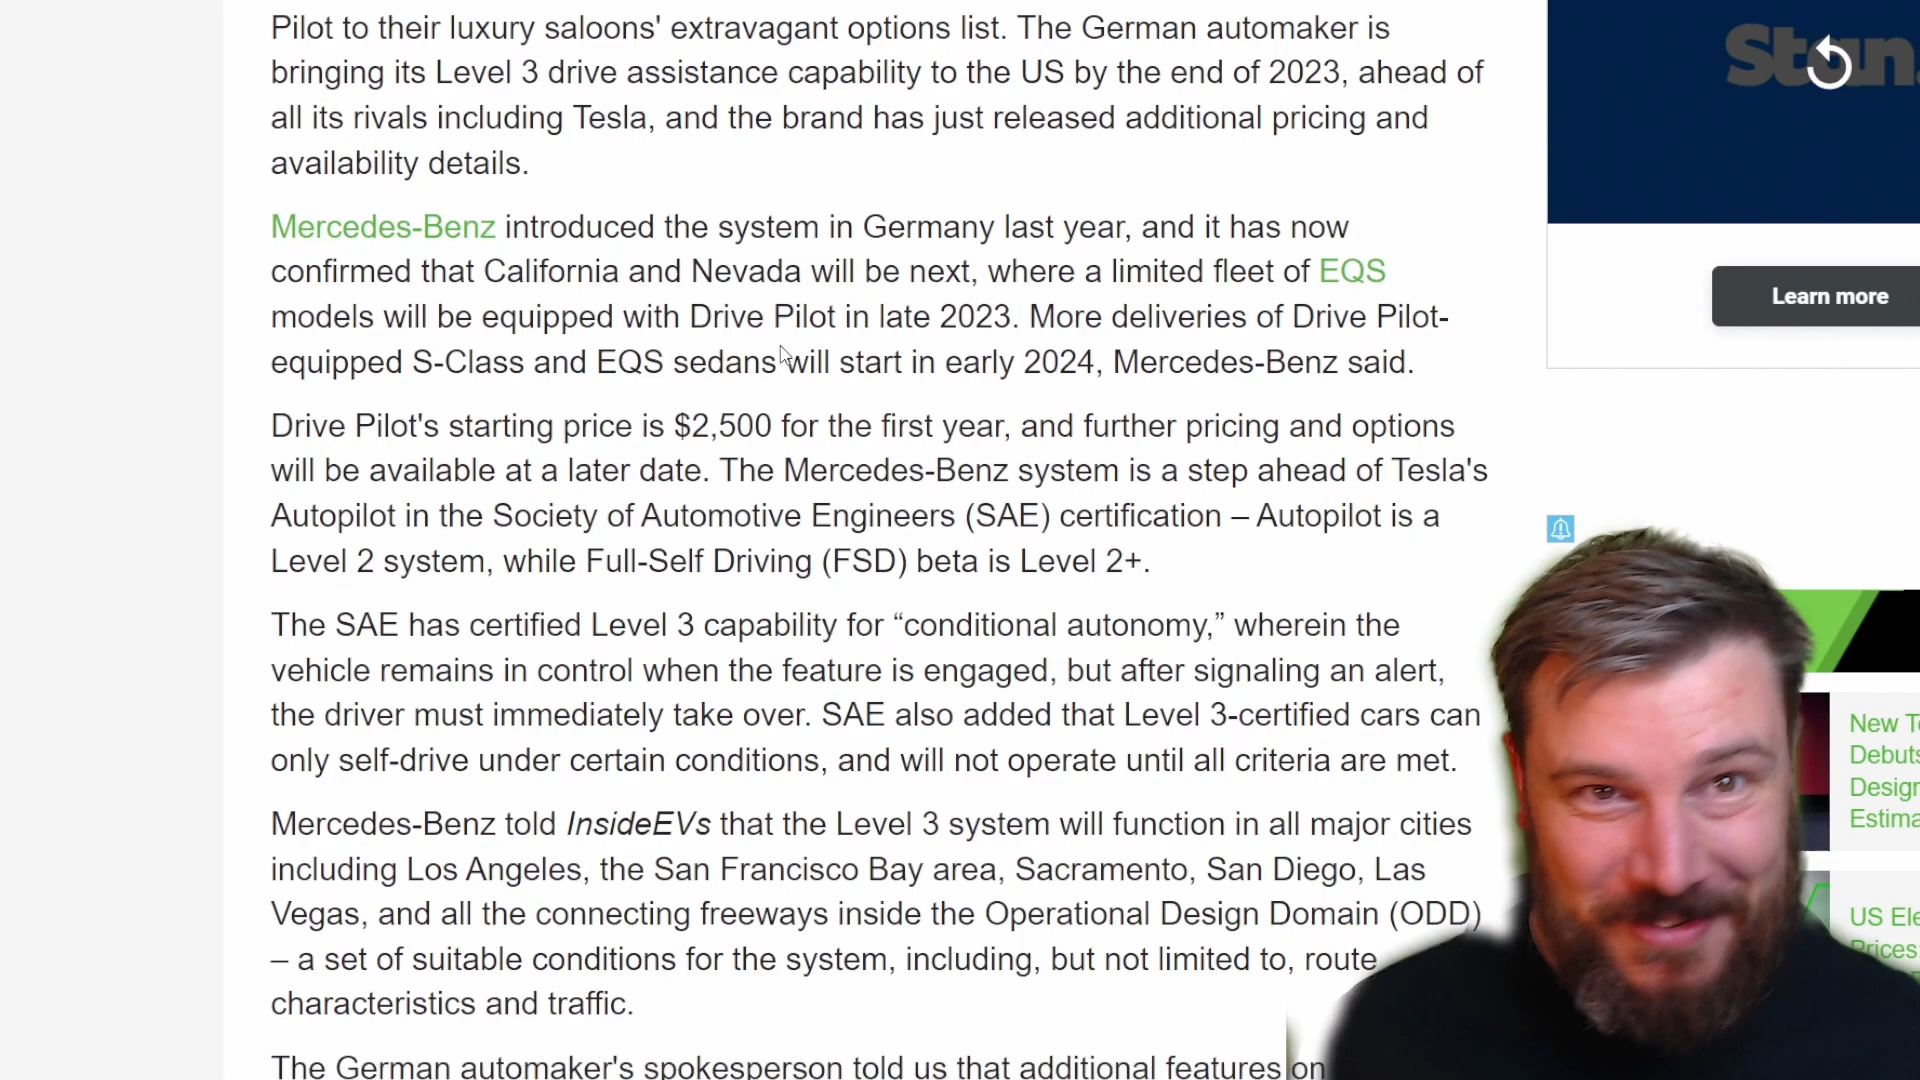 Pilot to their luxury saloons' extravagant options list. The German automaker is
bringing its Level 3 drive assistance capability to the US by the end of 2023, ahead of
all its rivals including Tesla, and the brand has just released additional pricing and
availability details.
Mercedes-Benz introduced the system in Germany last year, and it has now
confirmed that California and Nevada will be next, where a limited fleet of EQS
models will be equipped with Drive Pilot in late 2023. More deliveries of Drive Pilot-
equipped S-Class and EQS sedans will start in early 2024, Mercedes-Benz said.
Drive Pilot's starting price is $2,500 for the first year, and further pricing and options
will be available at a later date. The Mercedes-Benz system is a step ahead of Tesla's
Autopilot in the Society of Automotive Engineers (SAE) certification – Autopilot is a
Level 2 system, while Full-Self Driving (FSD) beta is Level 2+.
The SAE has certified Level 3 capability for “conditional autonomy,” wherein the
vehicle remains in control when the feature is engaged, but after signaling an alert,
the driver must immediately take over. SAE also added that Level 3-certified cars can
only self-drive under certain conditions, and will not operate until all criteria are met.
Mercedes-Benz told InsideEVs that the Level 3 system will function in all major cities
including Los Angeles, the San Francisco Bay area, Sacramento, San Diego, Las
Vegas, and all the connecting freeways inside the Operational Design Domain (ODD)
– a set of suitable conditions for the system, including, but not limited to, route
characteristics and traffic.
The German automaker's spokesperson told us that additional features on
Stan.
Learn more
New
Debuts
Design
US
Prices